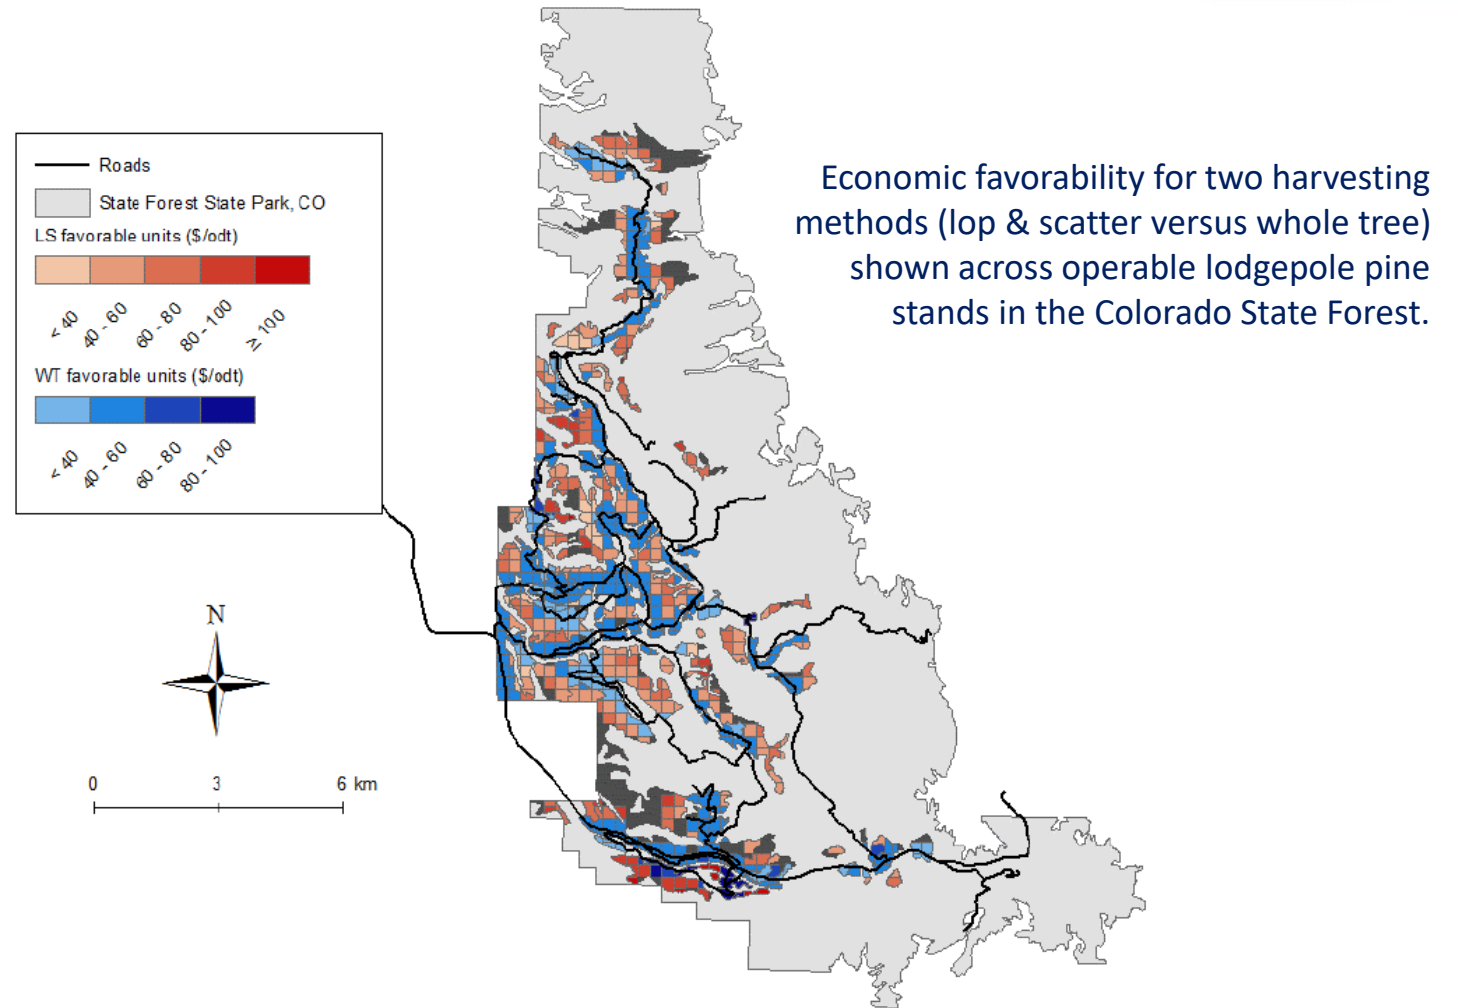 Roads
State Forest State Park, CO
LS favorable units ($/odt)
< 40
40 - 60
60 - 80
80 - 100
≥ 100
WT favorable units ($/odt)
< 40
40 - 60
60 - 80
80 - 100
Economic favorability for two harvesting
methods (lop & scatter versus whole tree)
shown across operable lodgepole pine
stands in the Colorado State Forest.
N
0 3 6 km